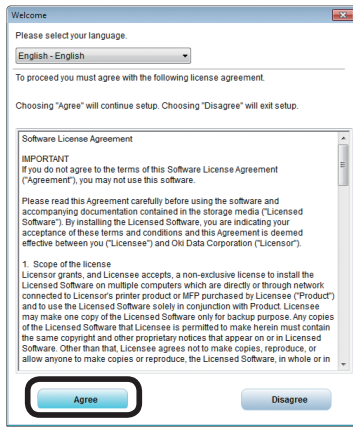 Welcome
Please select your language.
English - English
To proceed you must agree with the following license agreement.
Choosing "Agree" will continue setup. Choosing "Disagree" will exit setup.
Software License Agreement
IMPORTANT
If you do not agree to the terms of this Software License Agreement
("Agreement"), you may not use this software.
Please read this Agreement carefully before using the software and
accompanying documentation contained in the storage media ("Licensed
Software"). By installing the Licensed Software, you are indicating your
acceptance of these terms and conditions and this Agreement is deemed
effective between you ("Licensee") and Oki Data Corporation ("Licensor").
1. Scope of the license
Licensor grants, and Licensee accepts, a non-exclusive license to install the
Licensed Software on multiple computers which are directly or through network
connected to Licensor's printer product or MFP purchased by Licensee ("Product")
and to use the Licensed Software solely in conjunction with Product. Licensee
may make one copy of the Licensed Software only for backup purpose. Any copies
of the Licensed Software that Licensee is permitted to make herein must contain
the same copyright and other proprietary notices that appear on or in Licensed
Software. Other than that, Licensee agrees not to make copies, reproduce, or
allow anyone to make copies or reproduce, the Licensed Software, in whole or in
Agree
Disagree